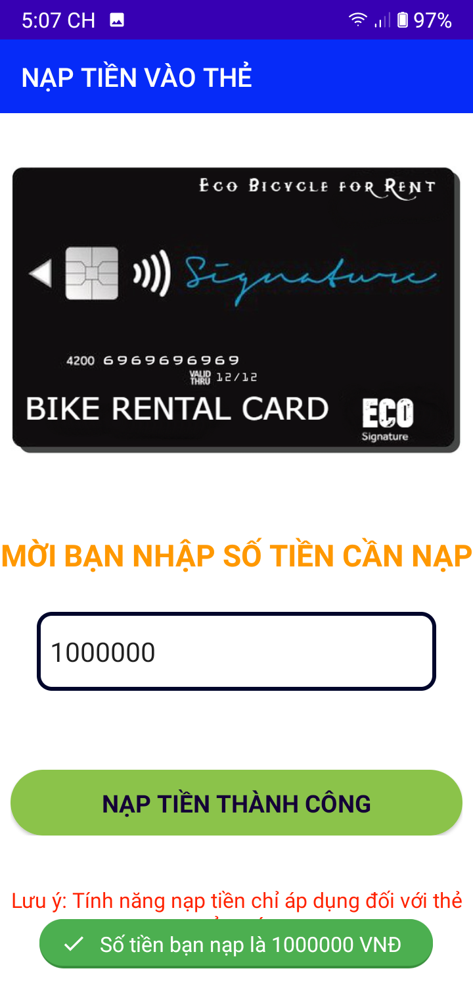 5:07 CH 97%
NẠP TIỀN VÀO THẺ
Eco Bicycle for Rent
Signature
4200 6969696969
VALID THRU 12/12
BIKE RENTAL CARD
ECO
Signature
MỜI BẠN NHẬP SỐ TIỀN CẦN NẠP
1000000
NẠP TIỀN THÀNH CÔNG
Lưu ý: Tính năng nạp tiền chỉ áp dụng đối với thẻ
Số tiền bạn nạp là 1000000 VNĐ